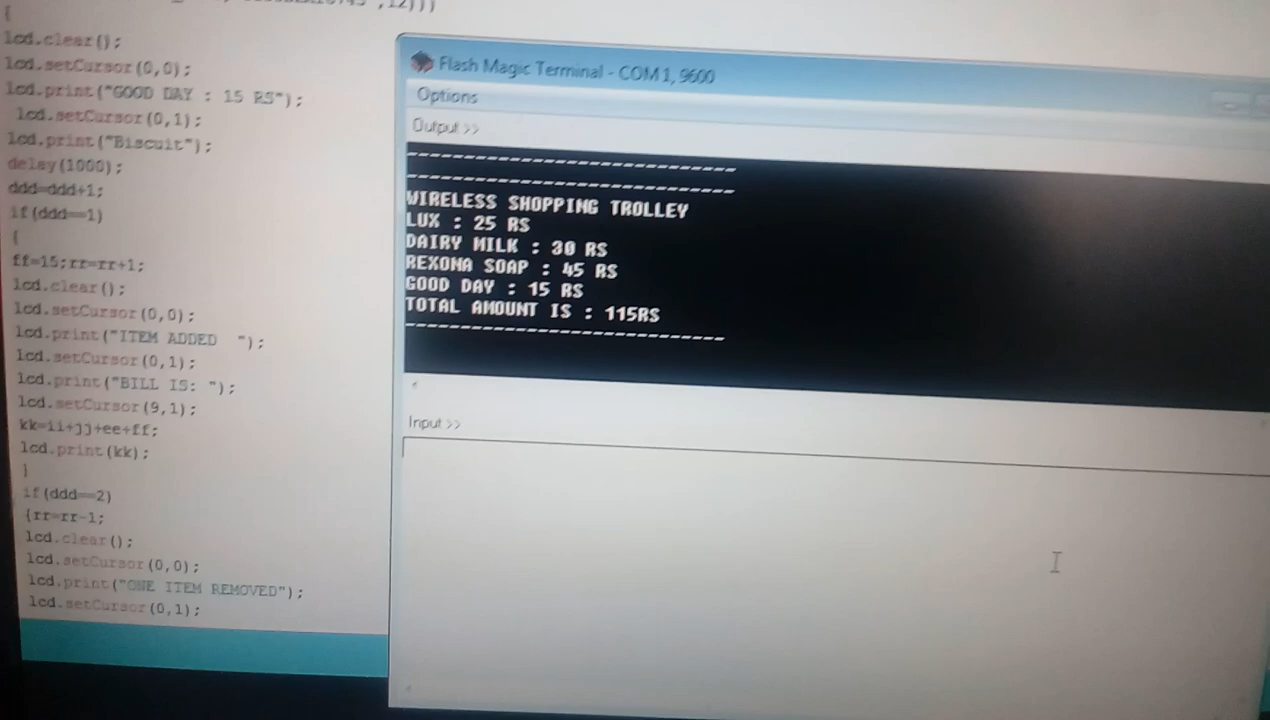 ,12)))
{
lcd.clear();
lcd.setCursor(0,0);
lcd.print("GOOD DAY : 15 RS");
lcd.setCursor(0,1);
lcd.print("Biscuit");
delay(1000);
ddd=ddd+1;
if(ddd==1)
{
ff=15;rr=rr+1;
lcd.clear();
lcd.setCursor(0,0);
lcd.print("ITEM ADDED  ");
lcd.setCursor(0,1);
lcd.print("BILL IS: ");
lcd.setCursor(9,1);
kk=ii+jj+ee+ff;
lcd.print(kk);
}
if(ddd==2)
{rr=rr-1;
lcd.clear();
lcd.setCursor(0,0);
lcd.print("ONE ITEM REMOVED");
lcd.setCursor(0,1);
Flash Magic Terminal - COM 1, 9600
Options
Output >>
-----------------------------
-----------------------------
WIRELESS SHOPPING TROLLEY
LUX : 25 RS
DAIRY MILK : 30 RS
REXONA SOAP : 45 RS
GOOD DAY : 15 RS
TOTAL AMOUNT IS : 115RS
-----------------------------
Input >>